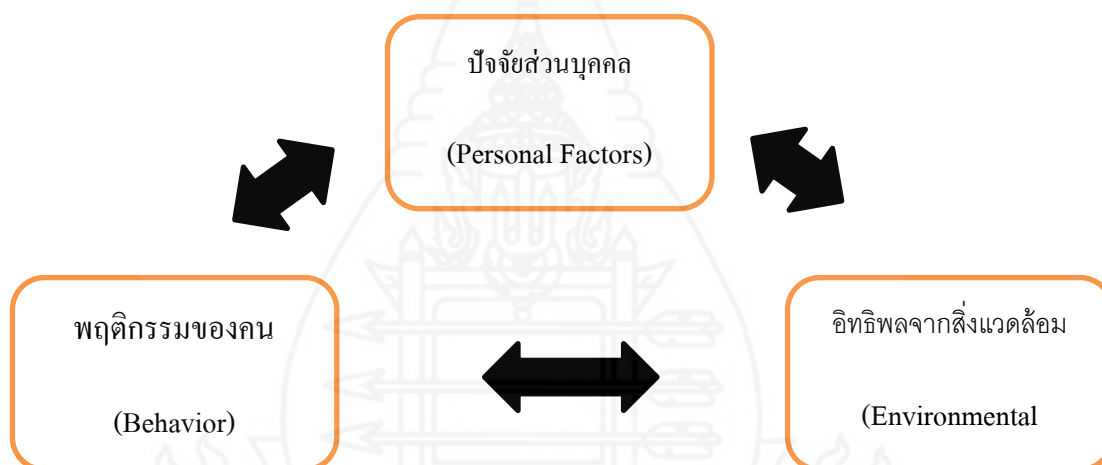 ปัจจัยส่วนบุคคล
(Personal Factors)
พฤติกรรมของคน
(Behavior)
อิทธิพลจากสิ่งแวดล้อม
(Environmental